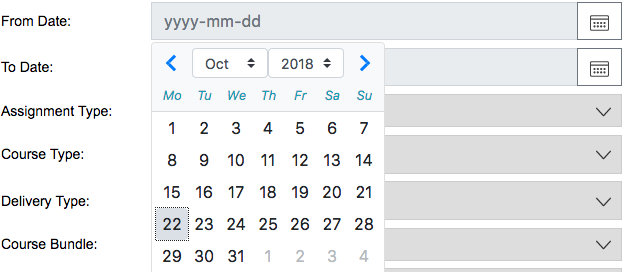 From Date: yyyy-mm-dd
Oct 2018
To Date:
Mo Tu We Th Fr Sa Su
Assignment Type:
1 2 3 4 5 6 7
Course Type:
8 9 10 11 12 13 14
15 16 17 18 19 20 21
Delivery Type:
22 23 24 25 26 27 28
Course Bundle:
29 30 31 1 2 3 4